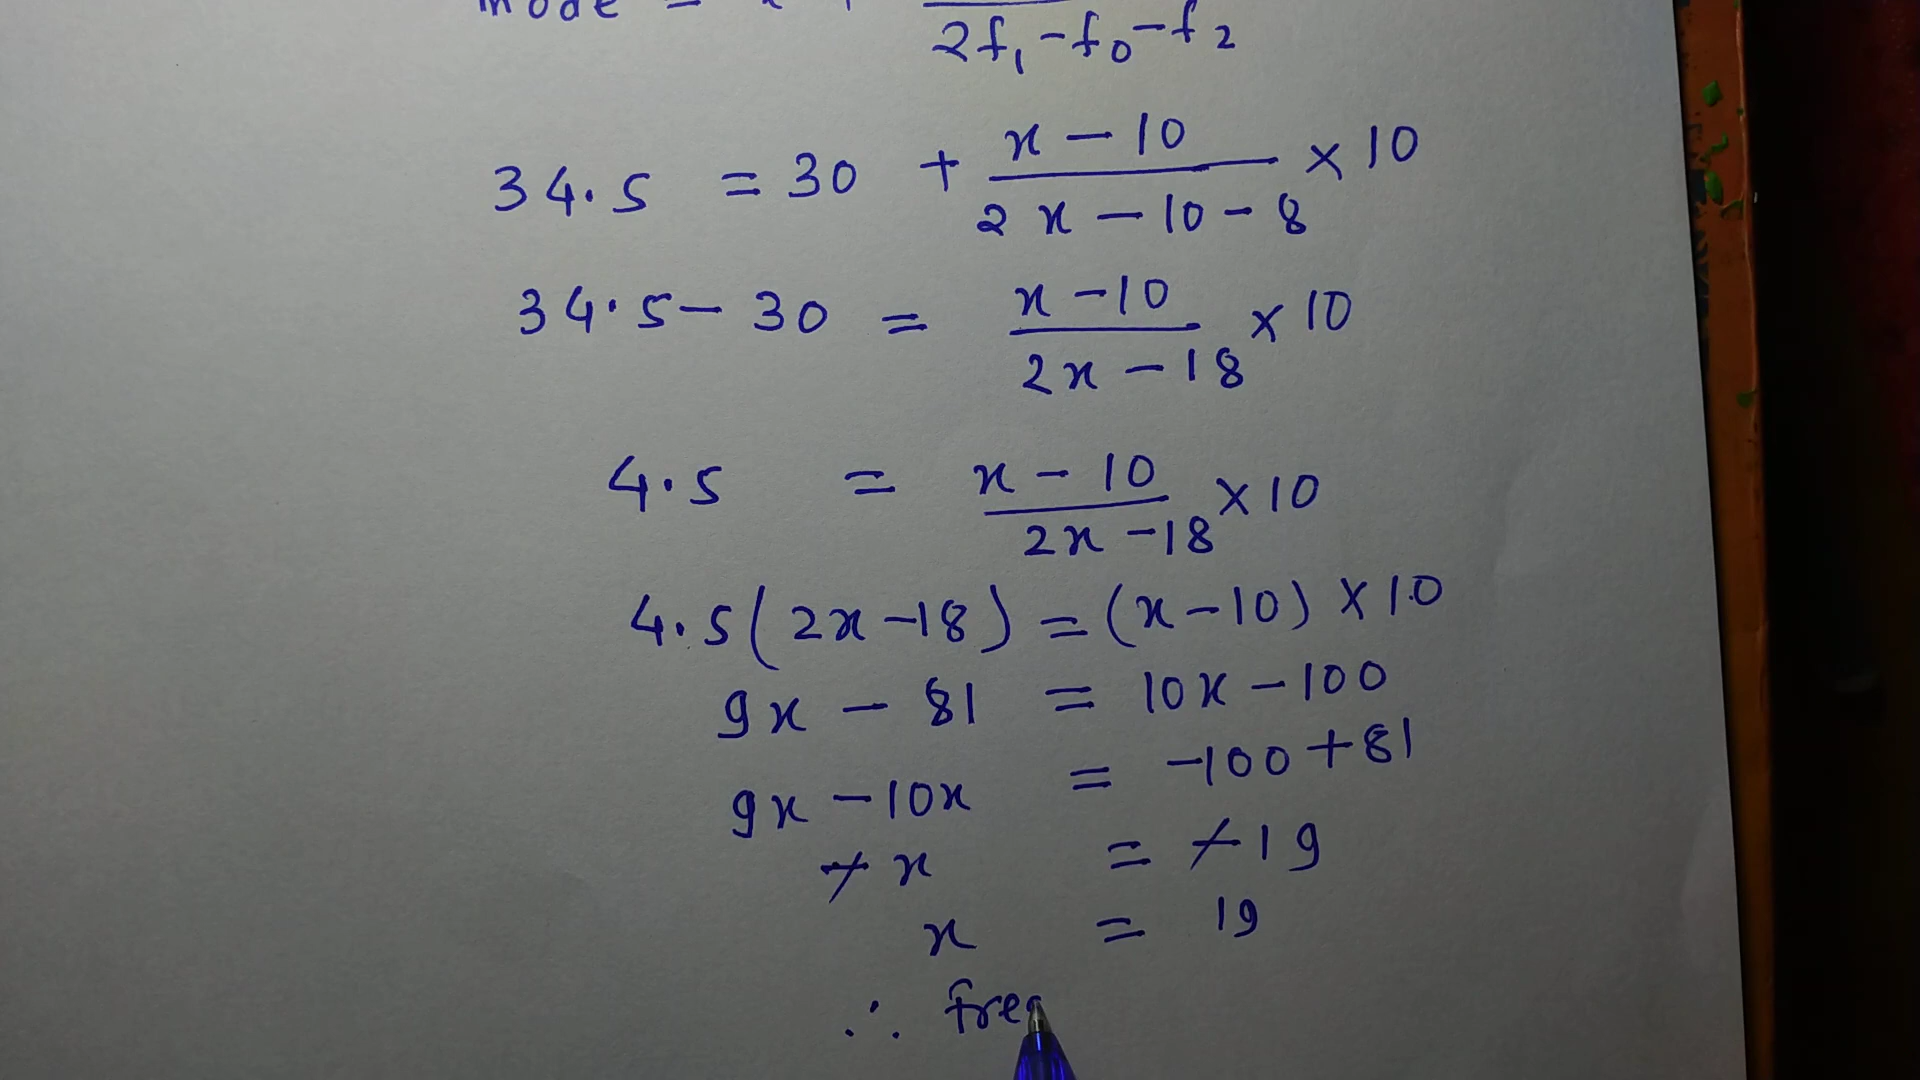 mode =
2f₁-f₀-f₂
34.5 = 30 + x-10 × 10
2x-10-8
34.5-30 = x-10 × 10
2x-18
4.5 = x-10 × 10
2x-18
4.5(2x-18) = (x-10) × 10
9x - 81 = 10x - 100
9x - 10x = -100 + 81
-x = -19
x = 19
∴ freq